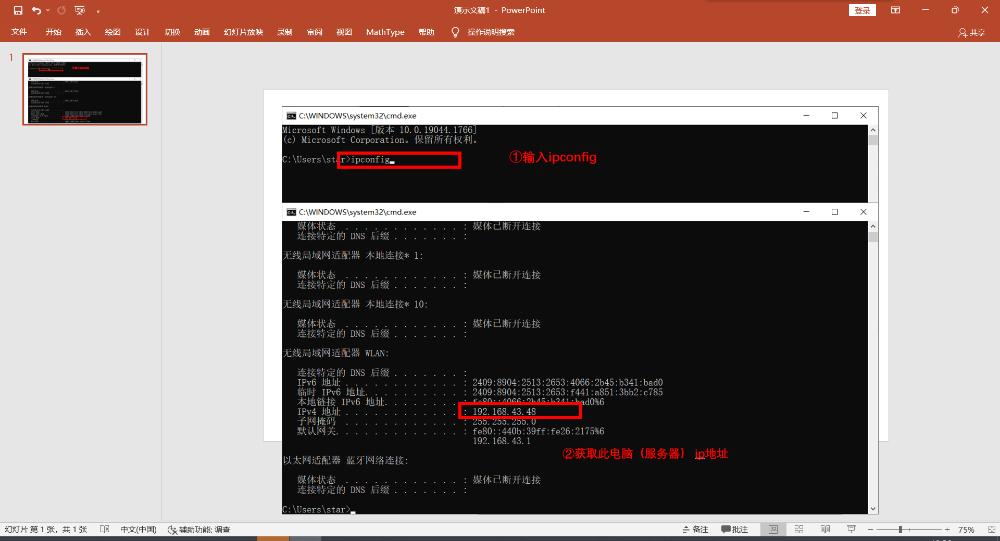 演示文稿1 - PowerPoint
登录
文件 开始 插入 绘图 设计 切换 动画 幻灯片放映 录制 审阅 视图 MathType 帮助 操作说明搜索 共享
1
C:\WINDOWS\system32\cmd.exe
Microsoft Windows [版本 10.0.19044.1766]
(c) Microsoft Corporation。保留所有权利。
C:\Users\star>ipconfig
①输入ipconfig
C:\WINDOWS\system32\cmd.exe
媒体状态 . . . . . . . . . . . . : 媒体已断开连接
连接特定的 DNS 后缀 . . . . . . . :
无线局域网适配器 本地连接* 1:
媒体状态 . . . . . . . . . . . . : 媒体已断开连接
连接特定的 DNS 后缀 . . . . . . . :
无线局域网适配器 本地连接* 10:
媒体状态 . . . . . . . . . . . . : 媒体已断开连接
连接特定的 DNS 后缀 . . . . . . . :
无线局域网适配器 WLAN:
连接特定的 DNS 后缀 . . . . . . . :
IPv6 地址 . . . . . . . . . . . . : 2409:8904:2513:2653:4066:2b45:b341:bad0
临时 IPv6 地址. . . . . . . . . . : 2409:8904:2513:2653:f441:a851:3bb2:c785
本地链接 IPv6 地址. . . . . . . . : fe80::4066:2b45:b341:bad0%6
IPv4 地址 . . . . . . . . . . . . : 192.168.43.48
子网掩码 . . . . . . . . . . . . : 255.255.255.0
默认网关. . . . . . . . . . . . . : fe80::440b:39ff:fe26:2175%6
192.168.43.1
②获取此电脑（服务器） ip地址
以太网适配器 蓝牙网络连接:
媒体状态 . . . . . . . . . . . . : 媒体已断开连接
连接特定的 DNS 后缀 . . . . . . . :
C:\Users\star>
幻灯片 第 1 张，共 1 张 中文(中国) 辅助功能: 调查 备注 批注 75%